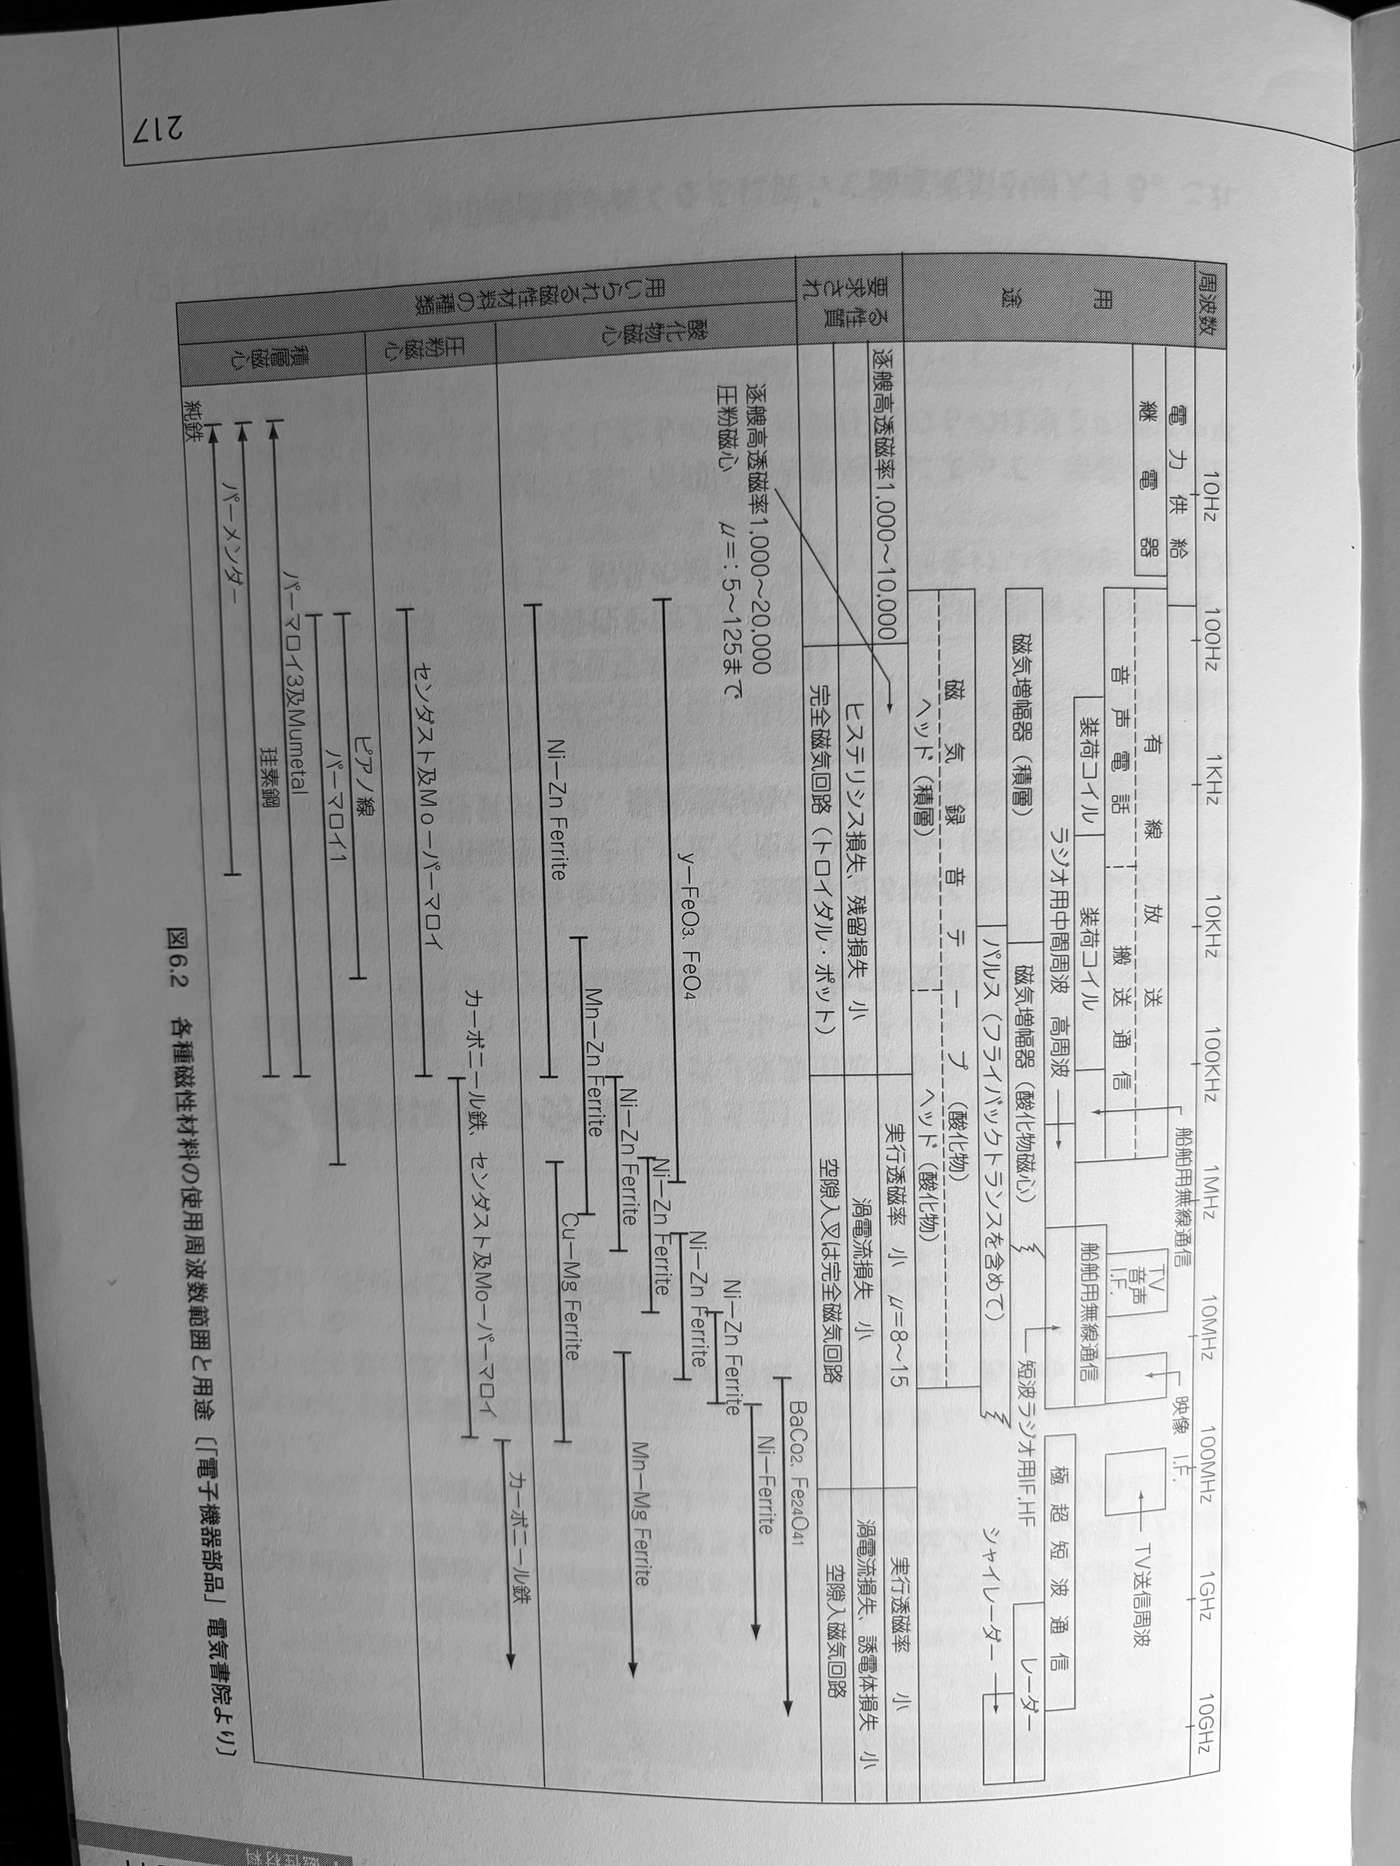 217
周波数
10Hz 100Hz 1KHz 10KHz 100KHz 1MHz 10MHz 100MHz 1GHz 10GHz
用途
電力供給
船舶用無線通信
映像 I.F.
継電器
有線放送
TV音声I.F.
TV送信周波
音声電話
搬送通信
装荷コイル
装荷コイル
船舶用無線通信
ラジオ用中間周波 高周波
極超短波通信
磁気増幅器（積層）
磁気増幅器（酸化物磁心）
短波ラジオ用IF,HF
レーダー
パルス（フライバックトランスを含めて）
シャイレーダー
磁気録音テープ（酸化物）
ヘッド（積層）
ヘッド（酸化物）
要求される性質
逐艘高透磁率1,000～10,000
実行透磁率 小 μ=8～15
実行透磁率 小
ヒステリシス損失、残留損失 小
渦電流損失 小
渦電流損失、誘電体損失 小
完全磁気回路（トロイダル・ポット）
空隙入又は完全磁気回路
空隙入磁気回路
用いられる磁性材料の種類
酸化物磁心
逐艘高透磁率1,000～20,000
圧粉磁心 μ=:5～125まで
BaCo2, Fe24O41
Ni−Ferrite
Ni−Zn Ferrite
Ni−Zn Ferrite
y−FeO3, FeO4
Ni−Zn Ferrite
Ni−Zn Ferrite
Mn−Mg Ferrite
Mn−Zn Ferrite
Cu−Mg Ferrite
Ni−Zn Ferrite
圧粉磁心
カーボニール鉄
カーボニール鉄、センダスト及Mo−パーマロイ
センダスト及Mo−パーマロイ
積層磁心
ピアノ線
パーマロイ1
パーマロイ3及Mumetal
珪素鋼
パーメンダー
純鉄
図6.2 各種磁性材料の使用周波数範囲と用途〔「電子機器部品」電気書院より〕